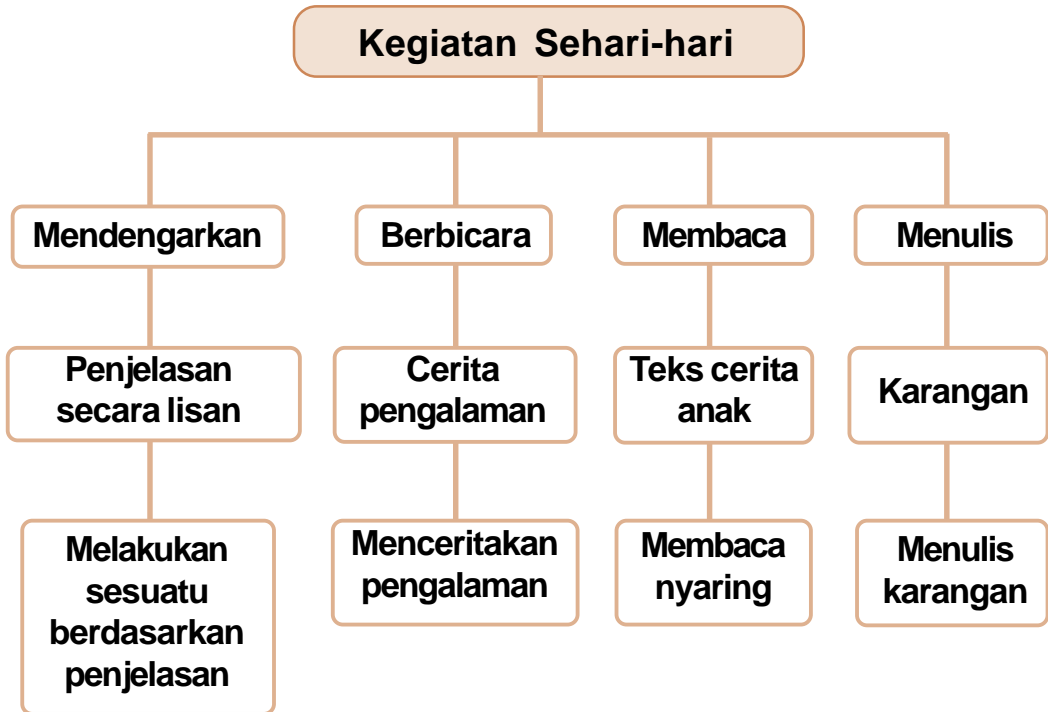 Kegiatan Sehari-hari
Mendengarkan
Berbicara
Membaca
Menulis
Penjelasan
secara lisan
Cerita
pengalaman
Teks cerita
anak
Karangan
Melakukan
sesuatu
berdasarkan
penjelasan
Menceritakan
pengalaman
Membaca
nyaring
Menulis
karangan